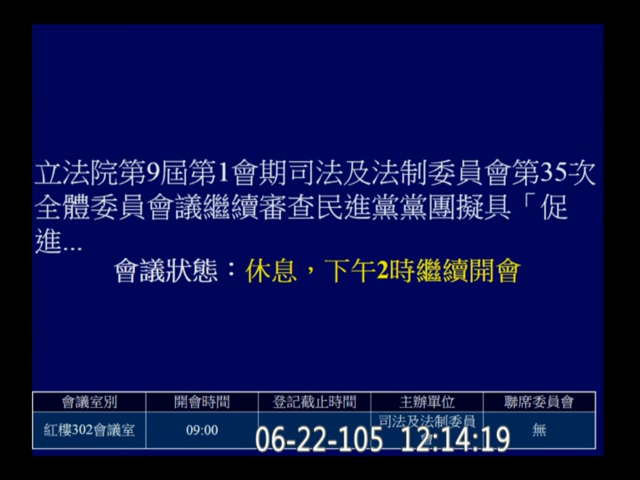 立法院第9屆第1會期司法及法制委員會第35次
全體委員會議繼續審查民進黨黨團擬具「促
進...
會議狀態：休息，下午2時繼續開會
會議室別 開會時間 登記截止時間 主辦單位 聯席委員會
紅樓302會議室 09:00 司法及法制委員 無
06-22-105 12:14:19